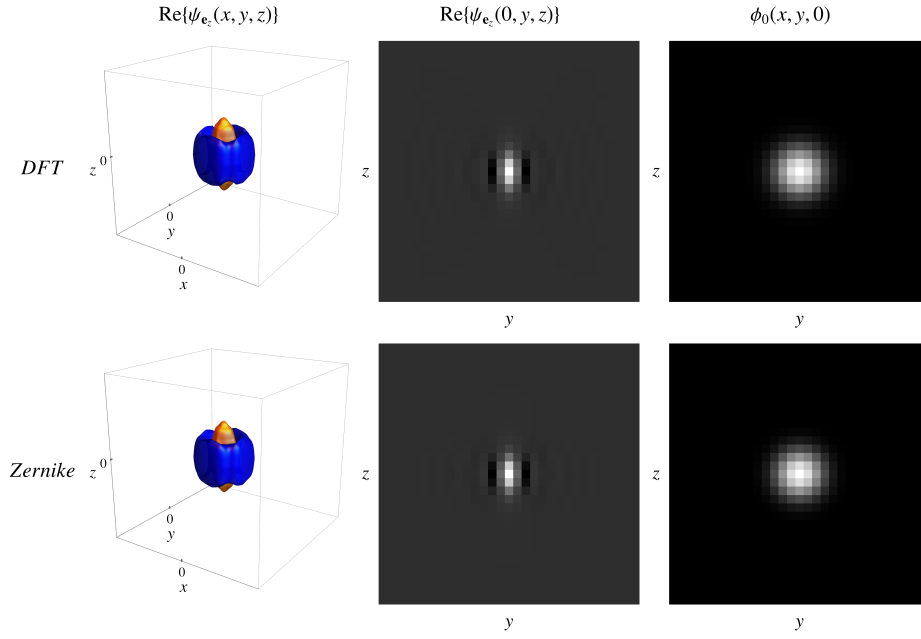 Re{ψ_{𝐞_z}(x, y, z)} Re{ψ_{𝐞_z}(0, y, z)} ϕ_0(x, y, 0)
DFT z 0 z z
0
y
0
x
y y
Zernike z 0 z z
0
y
0
x
y y